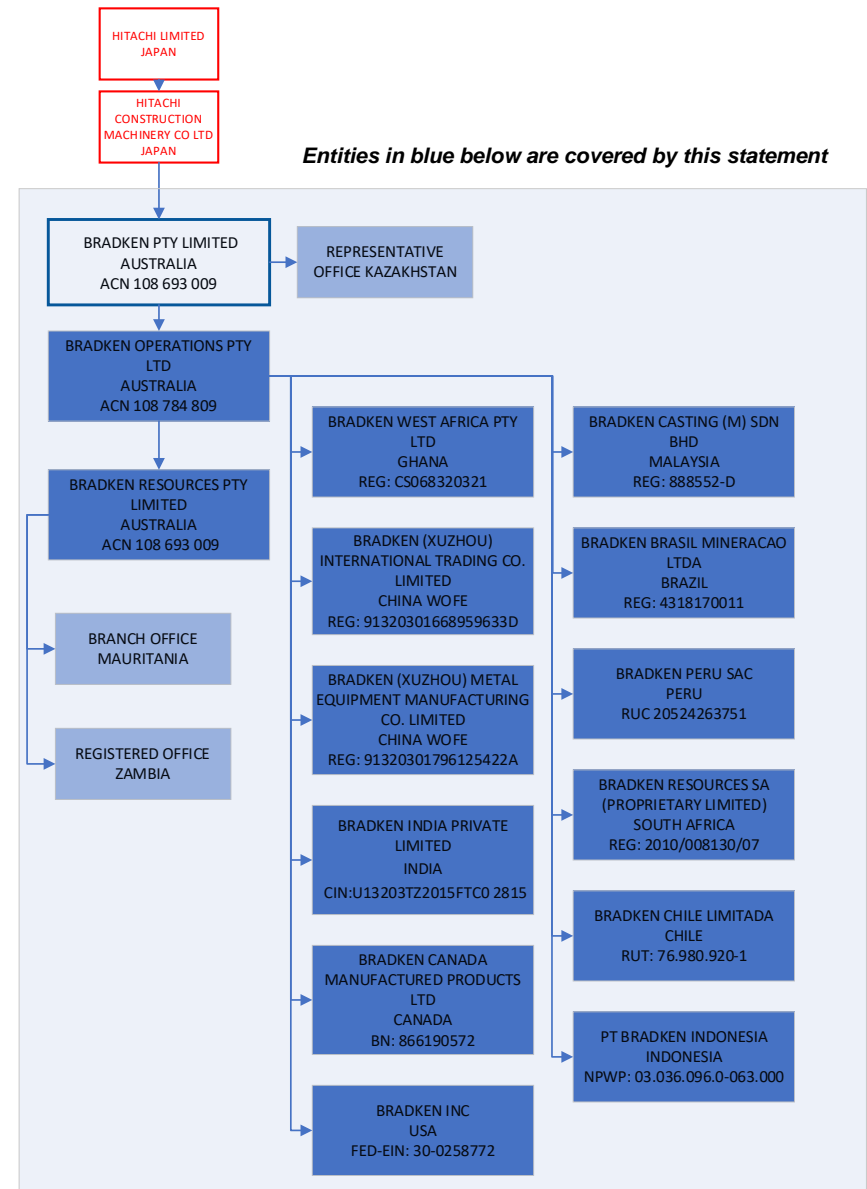 HITACHI LIMITED
JAPAN
HITACHI
CONSTRUCTION
MACHINERY CO LTD
JAPAN
Entities in blue below are covered by this statement
BRADKEN PTY LIMITED
AUSTRALIA
ACN 108 693 009
REPRESENTATIVE
OFFICE KAZAKHSTAN
BRADKEN OPERATIONS PTY
LTD
AUSTRALIA
ACN 108 784 809
BRADKEN RESOURCES PTY
LIMITED
AUSTRALIA
ACN 108 693 009
BRANCH OFFICE
MAURITANIA
REGISTERED OFFICE
ZAMBIA
BRADKEN WEST AFRICA PTY
LTD
GHANA
REG: CS068320321
BRADKEN (XUZHOU)
INTERNATIONAL TRADING CO.
LIMITED
CHINA WOFE
REG: 91320301668959633D
BRADKEN (XUZHOU) METAL
EQUIPMENT MANUFACTURING
CO. LIMITED
CHINA WOFE
REG: 91320301796125422A
BRADKEN INDIA PRIVATE
LIMITED
INDIA
CIN:U13203TZ2015FTC0 2815
BRADKEN CANADA
MANUFACTURED PRODUCTS
LTD
CANADA
BN: 866190572
BRADKEN INC
USA
FED-EIN: 30-0258772
BRADKEN CASTING (M) SDN
BHD
MALAYSIA
REG: 888552-D
BRADKEN BRASIL MINERACAO
LTDA
BRAZIL
REG: 4318170011
BRADKEN PERU SAC
PERU
RUC 20524263751
BRADKEN RESOURCES SA
(PROPRIETARY LIMITED)
SOUTH AFRICA
REG: 2010/008130/07
BRADKEN CHILE LIMITADA
CHILE
RUT: 76.980.920-1
PT BRADKEN INDONESIA
INDONESIA
NPWP: 03.036.096.0-063.000